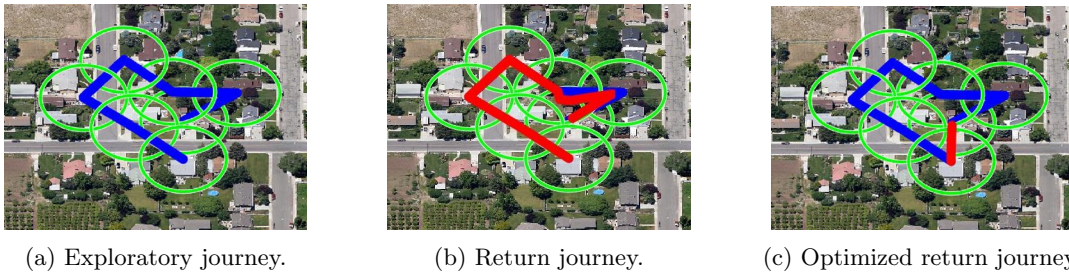 (a) Exploratory journey.
(b) Return journey.
(c) Optimized return journey